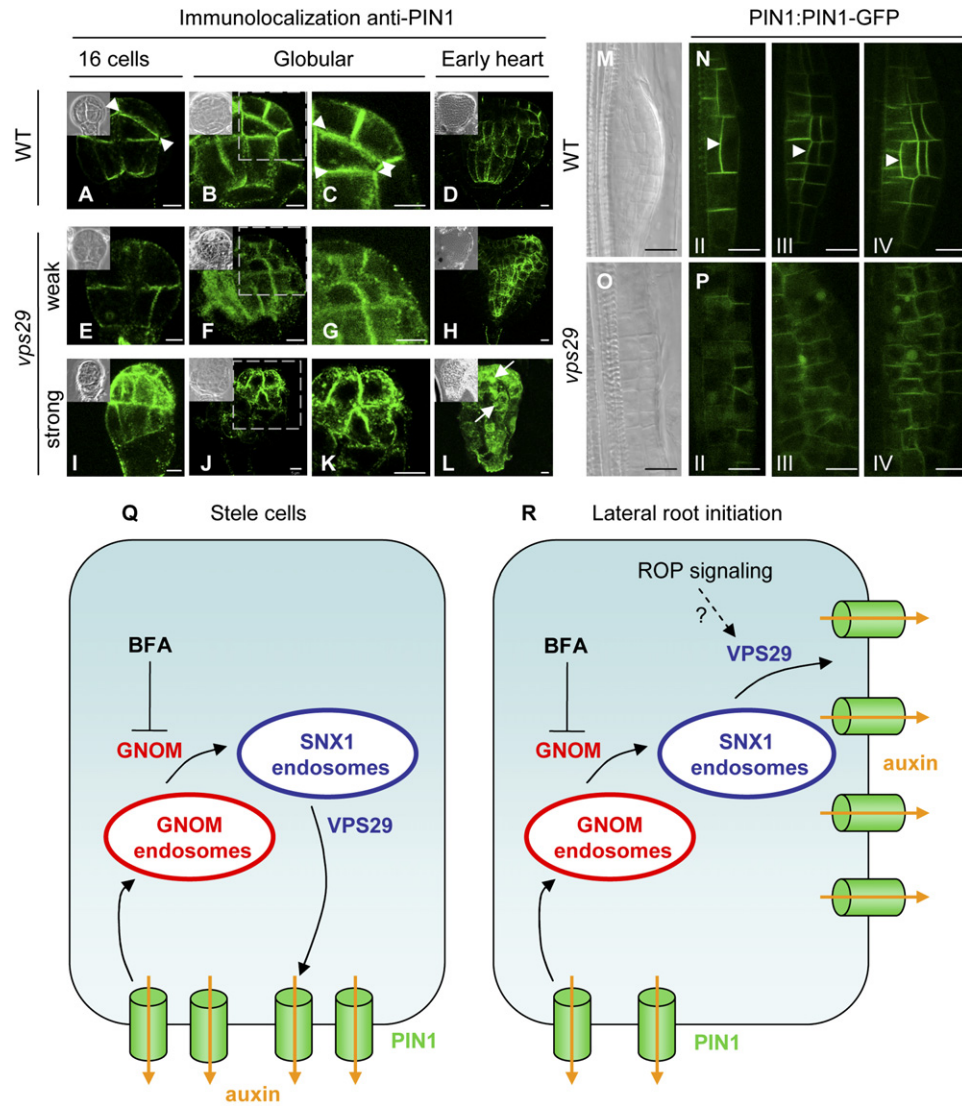 Immunolocalization anti-PIN1
PIN1:PIN1-GFP
16 cells
Globular
Early heart
WT
A
B
C
D
vps29
weak
E
F
G
H
strong
I
J
K
L
WT
M
N
II
III
IV
vps29
O
P
II
III
IV
Q Stele cells
BFA
GNOM
SNX1
endosomes
VPS29
GNOM
endosomes
PIN1
auxin
R Lateral root initiation
ROP signaling
?
VPS29
BFA
GNOM
SNX1
endosomes
auxin
GNOM
endosomes
PIN1